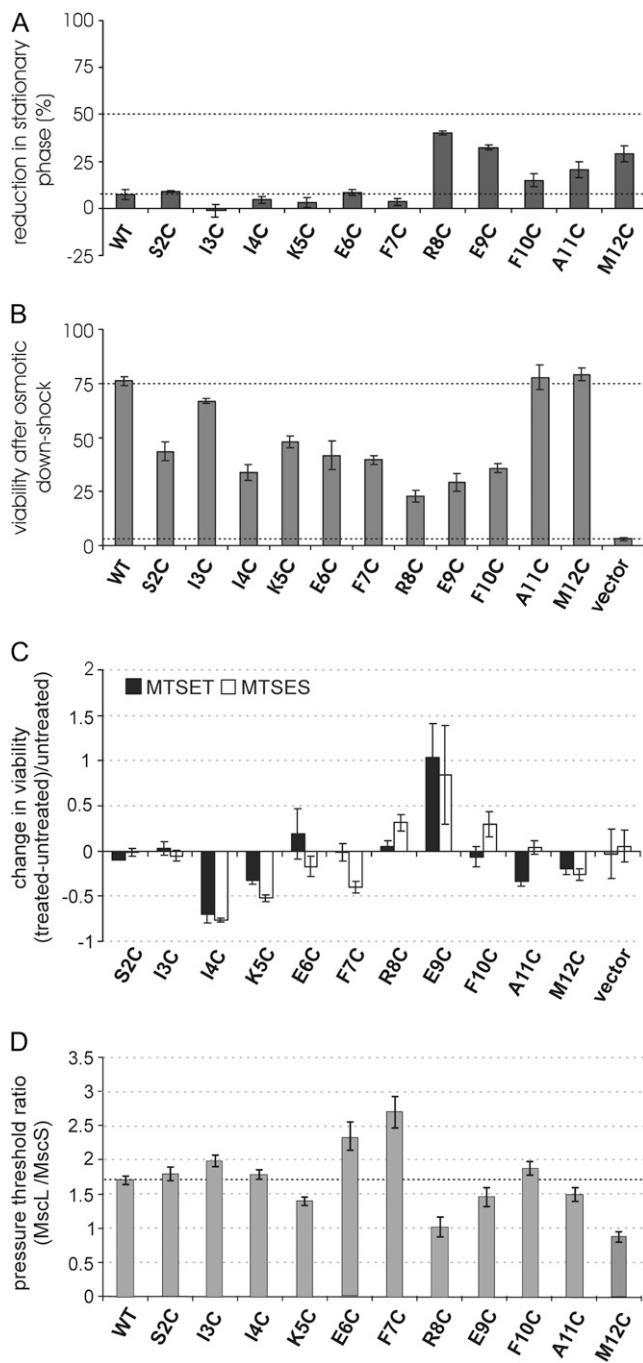 A
reduction in stationary
phase (%)
100
75
50
25
0
-25
WT S2C I3C I4C K5C E6C F7C R8C E9C F10C A11C M12C
B
viability after osmotic
down-shock
100
75
50
25
0
WT S2C I3C I4C K5C E6C F7C R8C E9C F10C A11C M12C vector
C
change in viability
(treated-untreated)/untreated)
2
1.5
1
0.5
0
-0.5
-1
MTSET MTSES
S2C I3C I4C K5C E6C F7C R8C E9C F10C A11C M12C vector
D
pressure threshold ratio
(MscL /MscS)
3.5
3
2.5
2
1.5
1
0.5
0
WT S2C I3C I4C K5C E6C F7C R8C E9C F10C A11C M12C